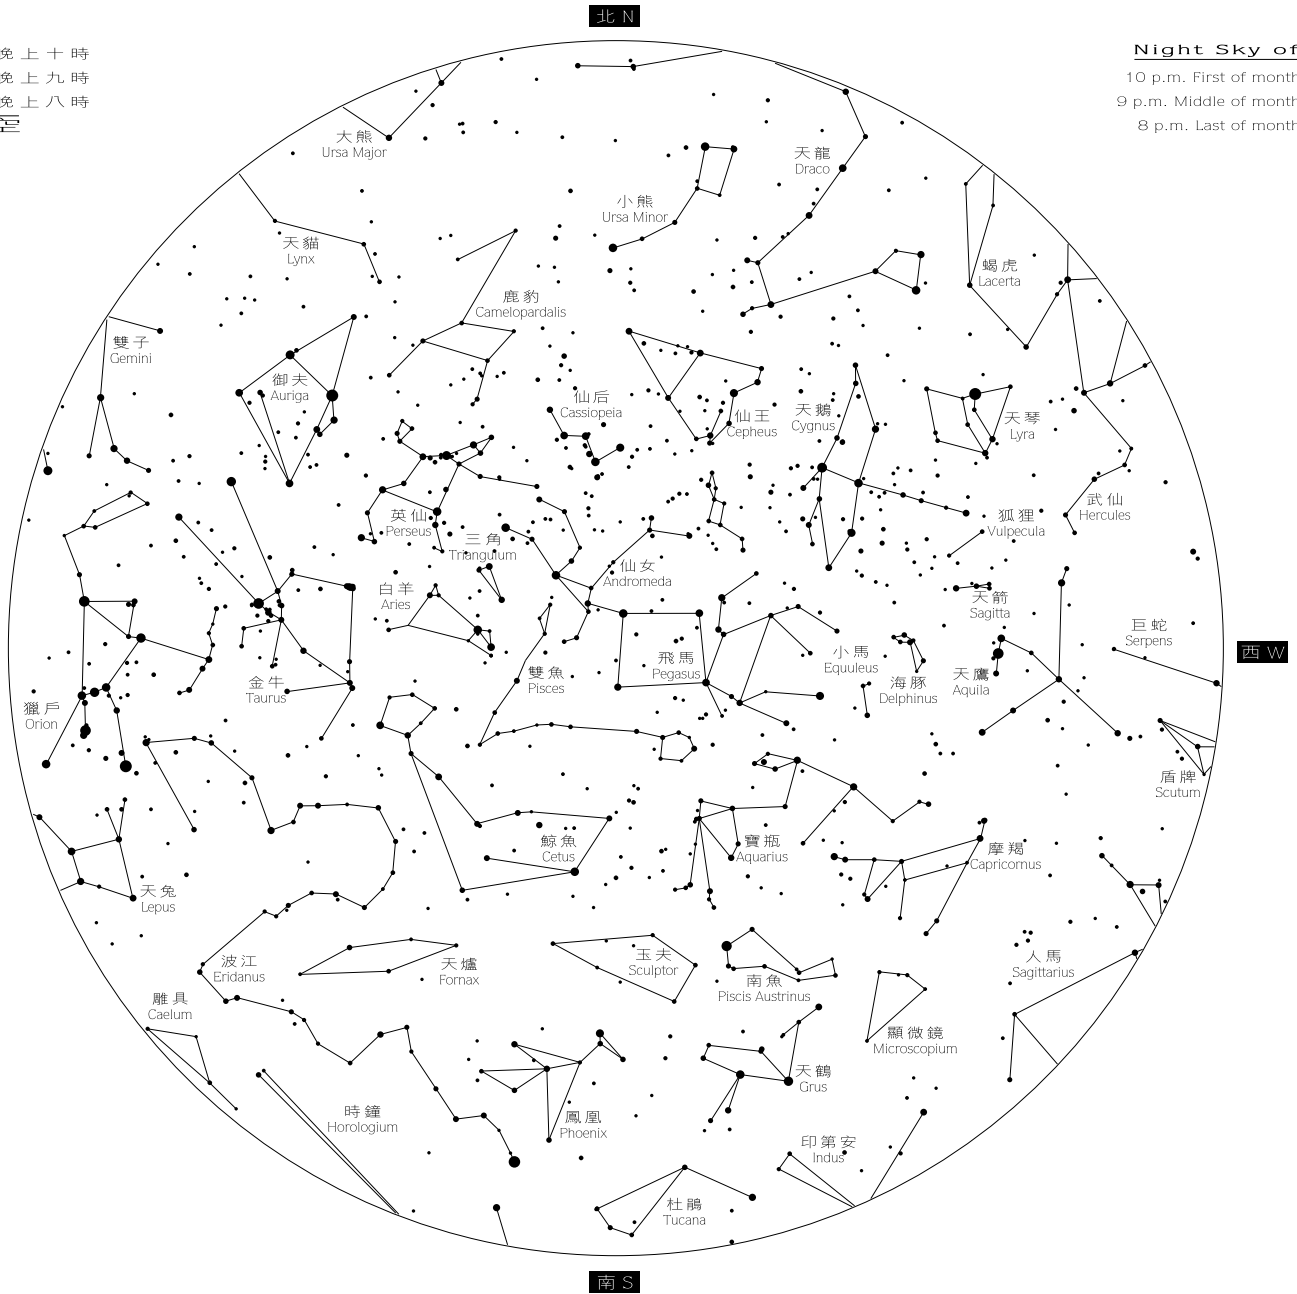 北 N
晚上十時
晚上九時
晚上八時
Night Sky of
10 p.m. First of month
9 p.m. Middle of month
8 p.m. Last of month
大熊
Ursa Major
天龍
Draco
小熊
Ursa Minor
天貓
Lynx
蝎虎
Lacerta
鹿豹
Camelopardalis
雙子
Gemini
御夫
Auriga
仙后
Cassiopeia
仙王
Cepheus
天鵝
Cygnus
天琴
Lyra
武仙
Hercules
英仙
Perseus
三角
Triangulum
狐狸
Vulpecula
仙女
Andromeda
白羊
Aries
天箭
Sagitta
巨蛇
Serpens
西 W
小馬
Equuleus
飛馬
Pegasus
雙魚
Pisces
海豚
Delphinus
天鷹
Aquila
金牛
Taurus
獵戶
Orion
盾牌
Scutum
鯨魚
Cetus
寶瓶
Aquarius
摩羯
Capricornus
天兔
Lepus
波江
Eridanus
天爐
Fornax
玉夫
Sculptor
南魚
Piscis Austrinus
人馬
Sagittarius
雕具
Caelum
顯微鏡
Microscopium
時鐘
Horologium
鳳凰
Phoenix
天鶴
Grus
印第安
Indus
杜鵑
Tucana
南 S